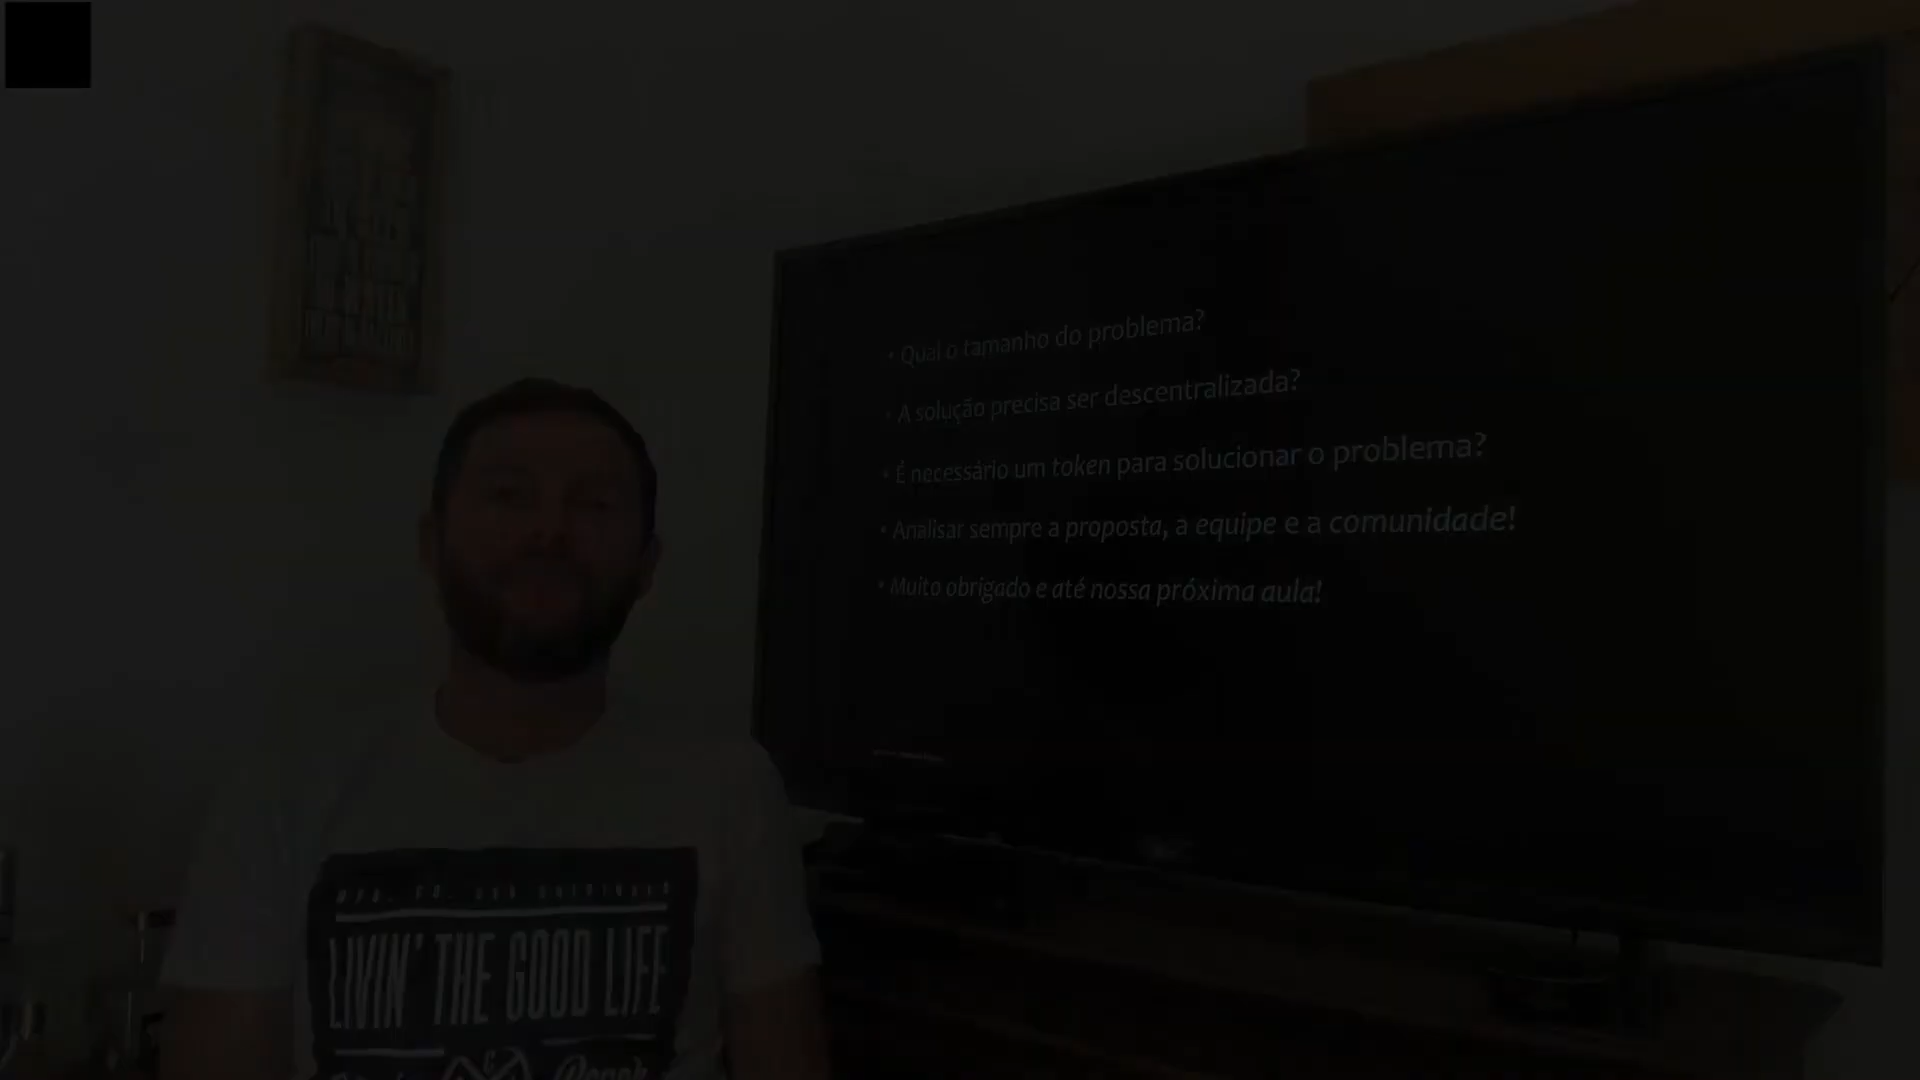 • Qual o tamanho do problema?
• A solução precisa ser descentralizada?
• É necessário um token para solucionar o problema?
• Analisar sempre a proposta, a equipe e a comunidade!
• Muito obrigado e até nossa próxima aula!
LIVIN' THE GOOD LIFE